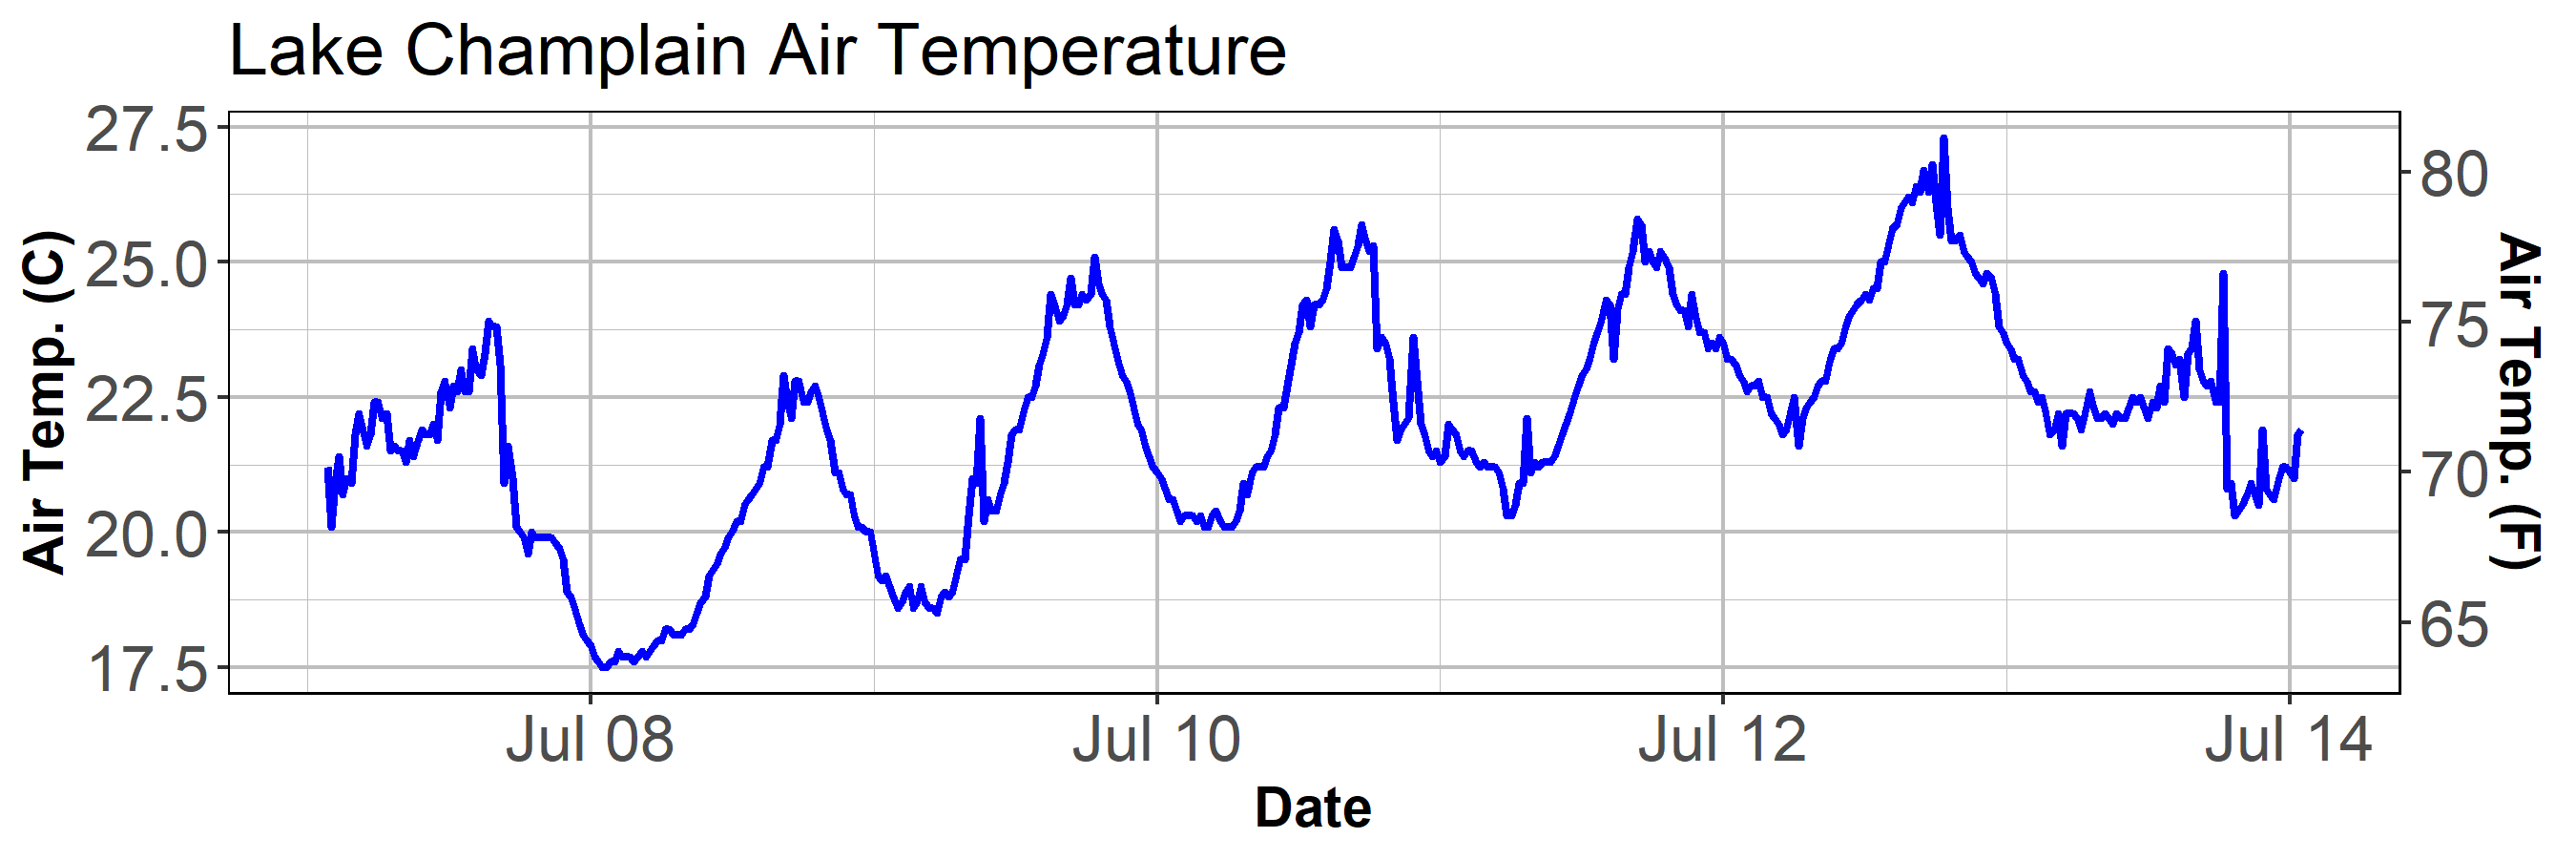 Lake Champlain Air Temperature
Air Temp. (C)
27.5
25.0
22.5
20.0
17.5
80
75
70
65
Air Temp. (F)
Jul 08 Jul 10 Jul 12 Jul 14
Date